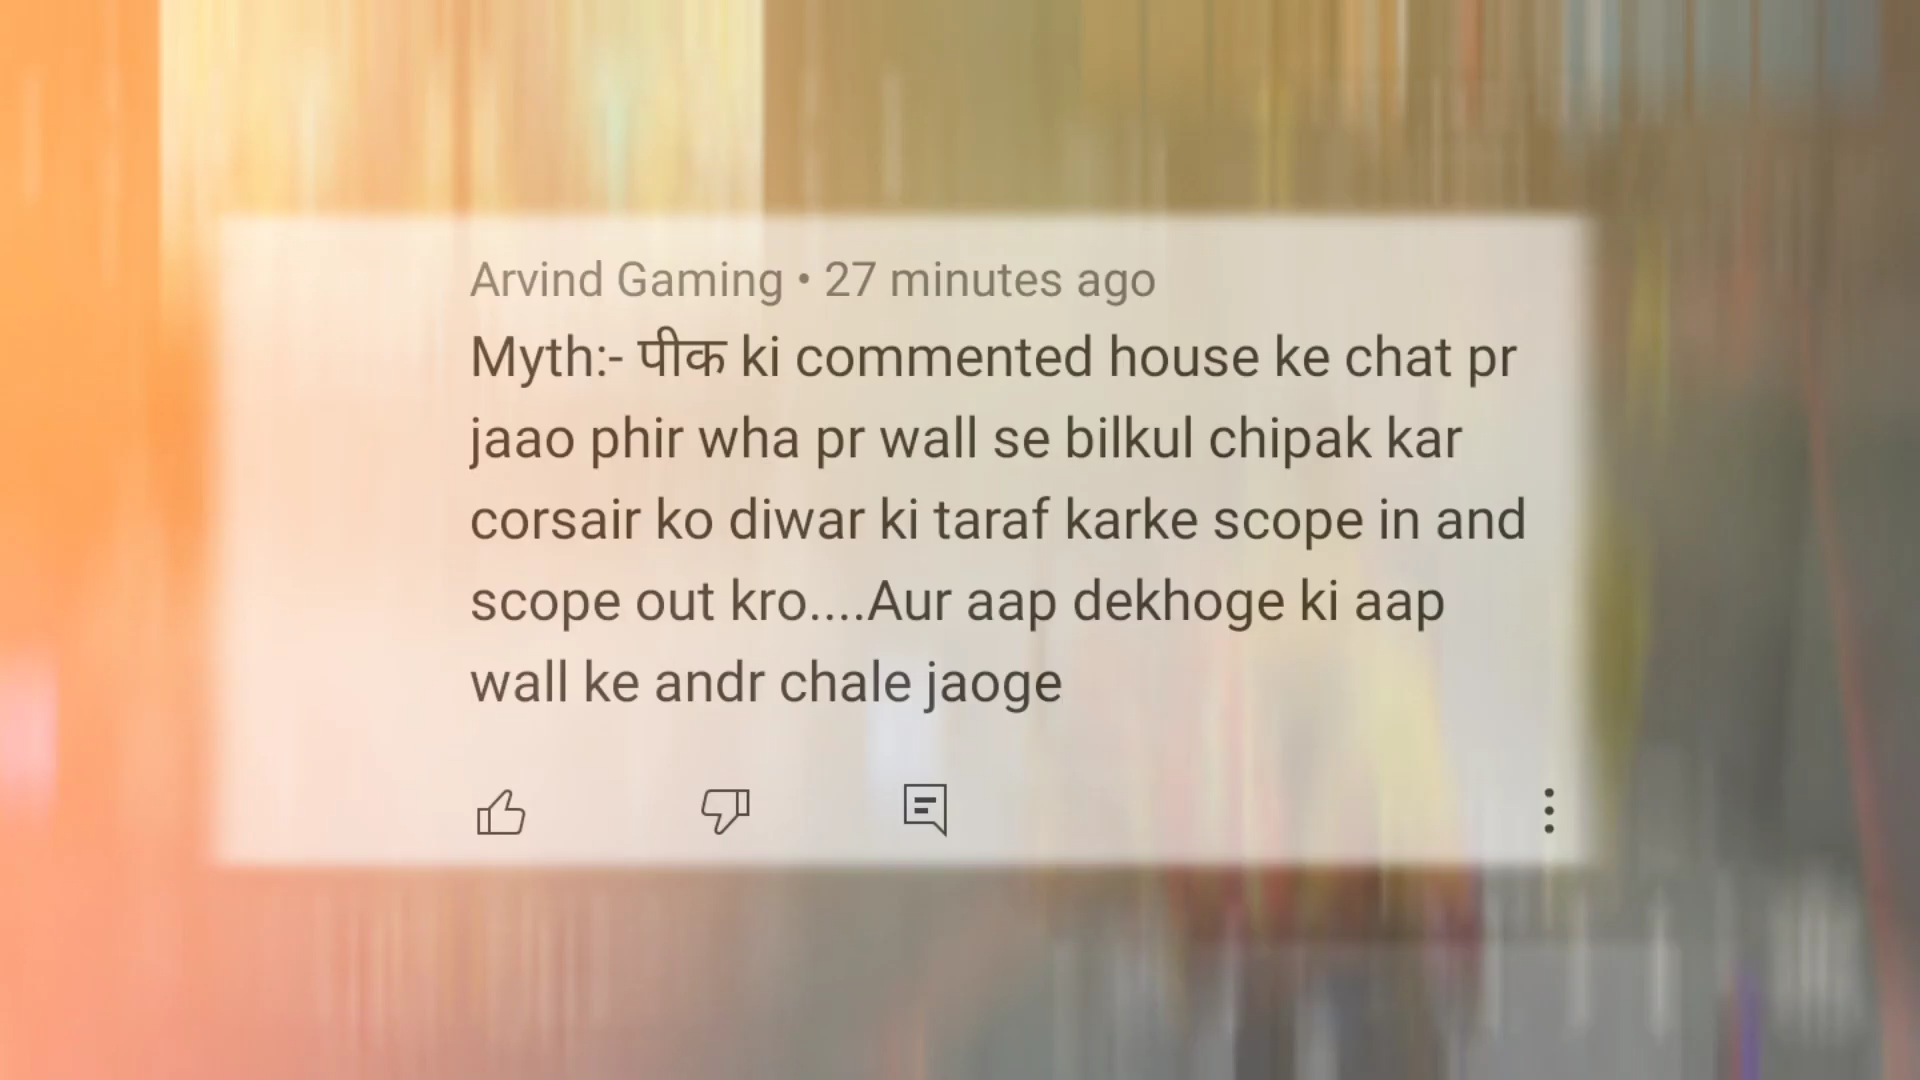 Arvind Gaming • 27 minutes ago
Myth:- पीक ki commented house ke chat pr
jaao phir wha pr wall se bilkul chipak kar
corsair ko diwar ki taraf karke scope in and
scope out kro....Aur aap dekhoge ki aap
wall ke andr chale jaoge